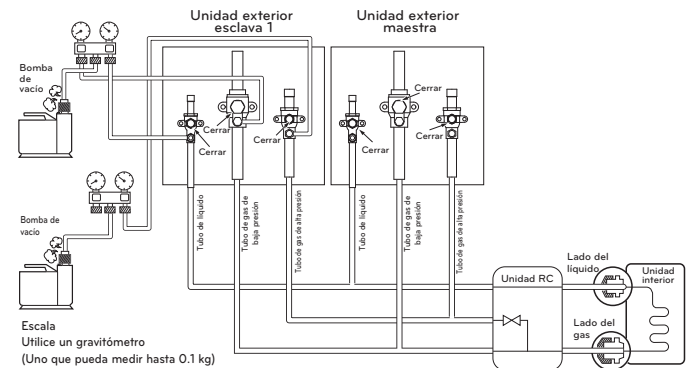 Unidad exterior
esclava 1
Unidad exterior
maestra
Bomba
de
vacío
Cerrar
Cerrar
Cerrar
Cerrar
Cerrar
Cerrar
Tubo de líquido
Tubo de gas de
baja presión
Tubo de gas de alta presión
Tubo de líquido
Tubo de gas de
baja presión
Tubo de gas de alta presión
Bomba de
vacío
Unidad RC
Lado del
líquido
Unidad
interior
Lado del
gas
Escala
Utilice un gravitómetro
(Uno que pueda medir hasta 0.1 kg)